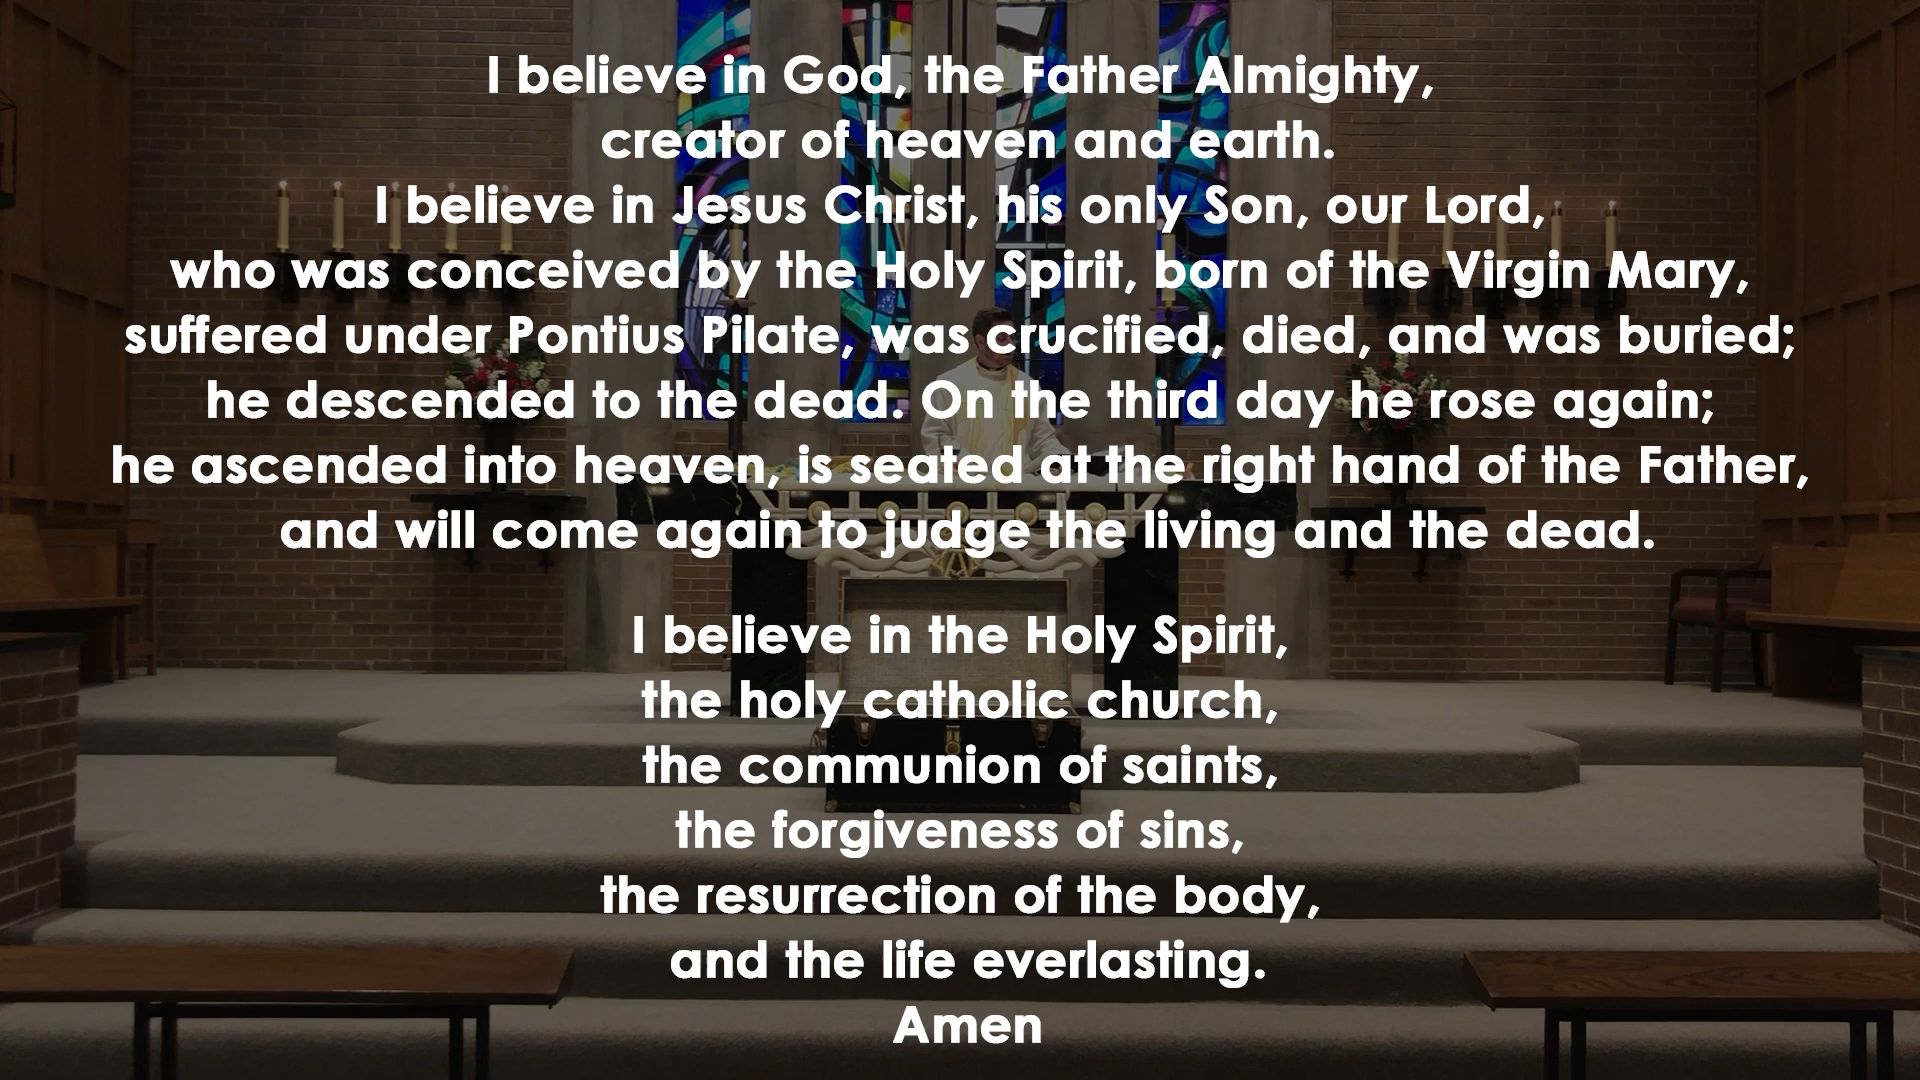 I believe in God, the Father Almighty,
creator of heaven and earth.
I believe in Jesus Christ, his only Son, our Lord,
who was conceived by the Holy Spirit, born of the Virgin Mary,
suffered under Pontius Pilate, was crucified, died, and was buried;
he descended to the dead. On the third day he rose again;
he ascended into heaven, is seated at the right hand of the Father,
and will come again to judge the living and the dead.
I believe in the Holy Spirit,
the holy catholic church,
the communion of saints,
the forgiveness of sins,
the resurrection of the body,
and the life everlasting.
Amen